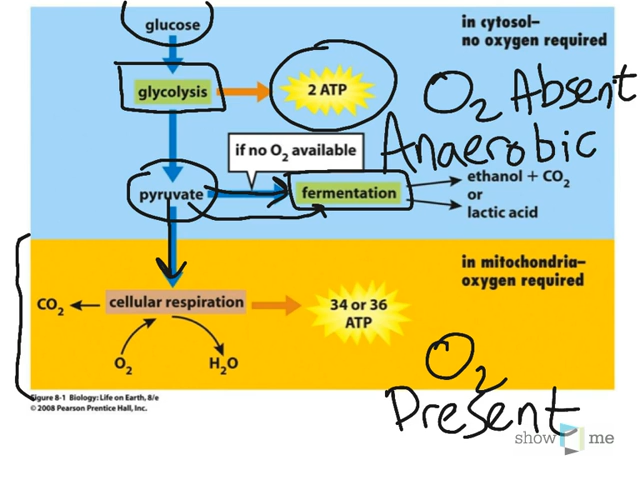 glucose
in cytosol–
no oxygen required
glycolysis
2 ATP
O₂ Absent
Anaerobic
if no O₂ available
pyruvate
fermentation
ethanol + CO₂
or
lactic acid
in mitochondria–
oxygen required
CO₂
cellular respiration
34 or 36
ATP
O₂
H₂O
O₂
Present
Figure 8-1 Biology: Life on Earth, 8/e
© 2008 Pearson Prentice Hall, Inc.
show me